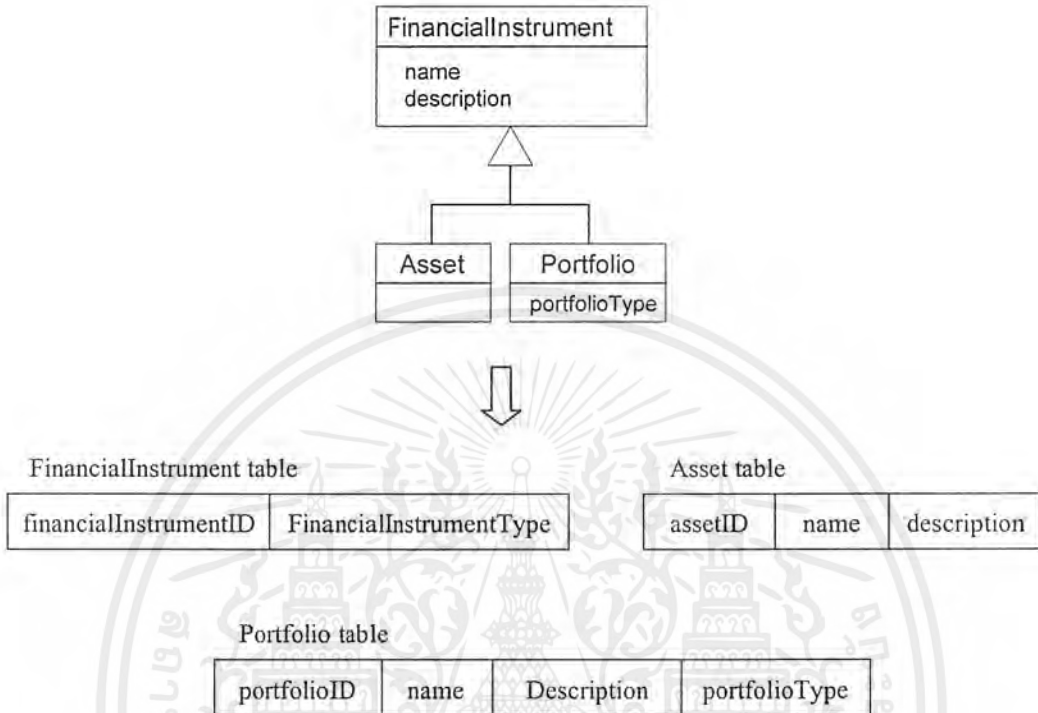 FinancialInstrument
name
description
Asset Portfolio
portfolioType
FinancialInstrument table Asset table
financialInstrumentID FinancialInstrumentType assetID name description
Portfolio table
portfolioID name Description portfolioType